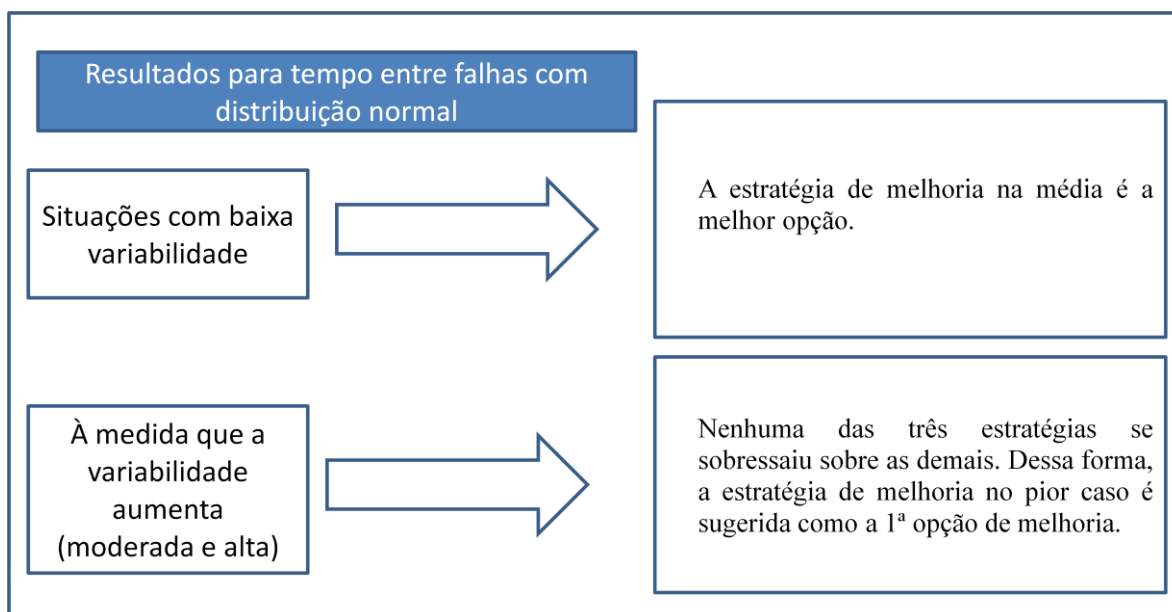 Resultados para tempo entre falhas com
distribuição normal
Situações com baixa
variabilidade
A estratégia de melhoria na média é a
melhor opção.
À medida que a
variabilidade
aumenta
(moderada e alta)
Nenhuma das três estratégias se
sobressaiu sobre as demais. Dessa forma,
a estratégia de melhoria no pior caso é
sugerida como a 1ª opção de melhoria.